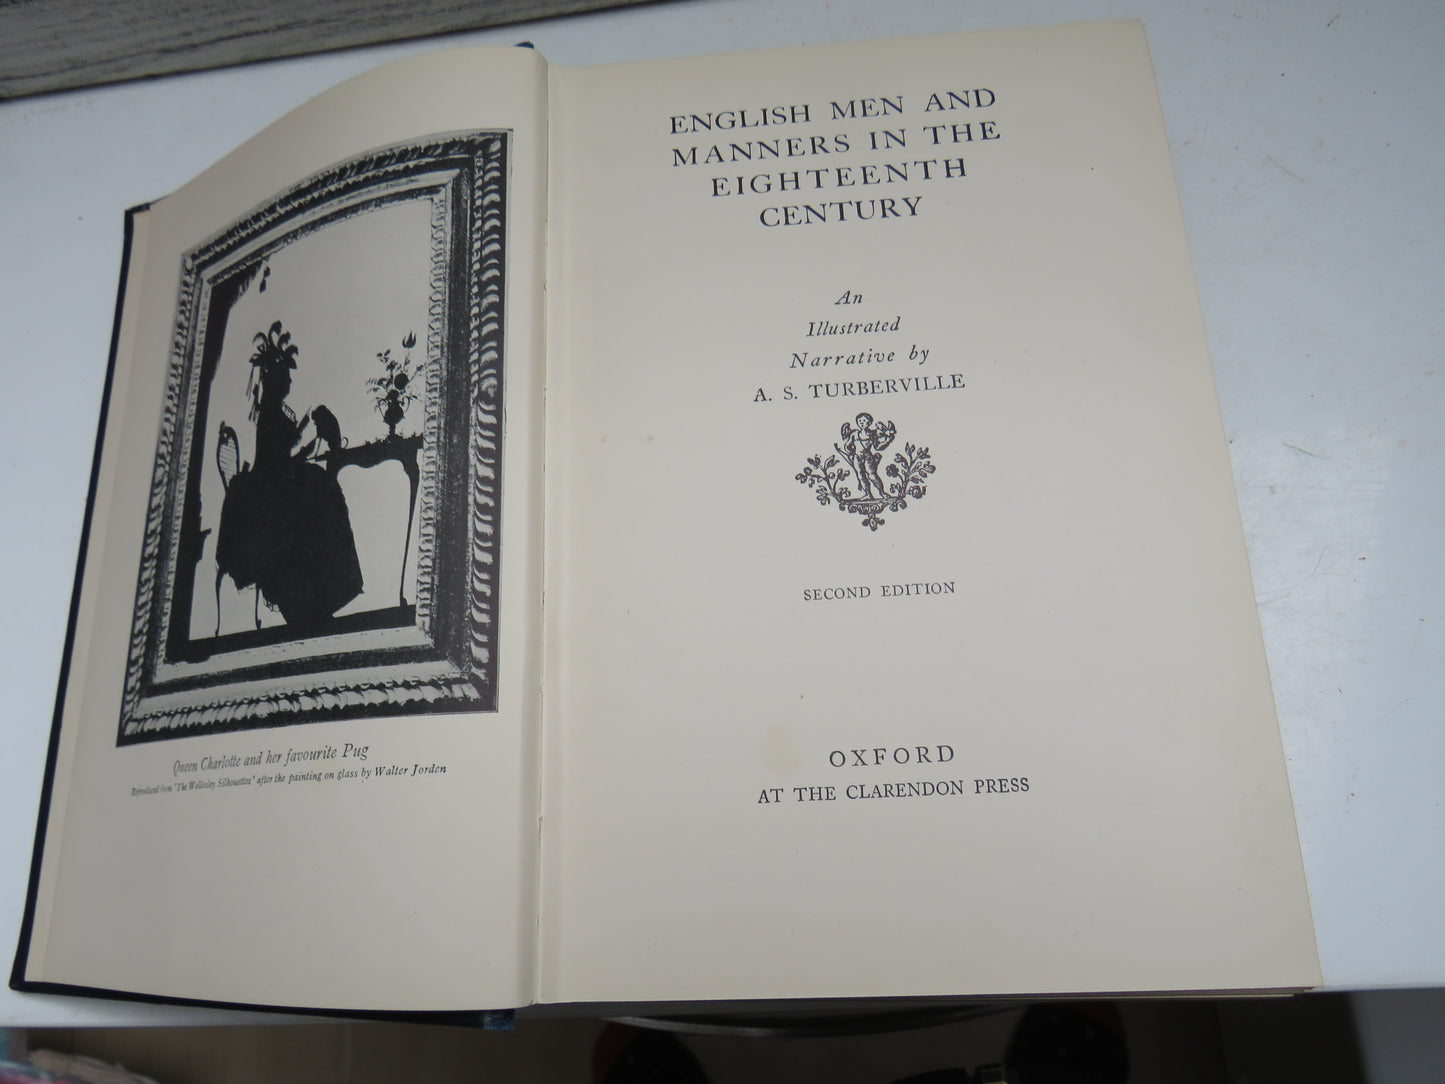 Queen Charlotte and her favourite Pug
Reproduced from 'The Wellesley Silhouettes' after the painting on glass by Walter Jorden
ENGLISH MEN AND
MANNERS IN THE
EIGHTEENTH
CENTURY
An
Illustrated
Narrative by
A. S. TURBERVILLE
SECOND EDITION
OXFORD
AT THE CLARENDON PRESS